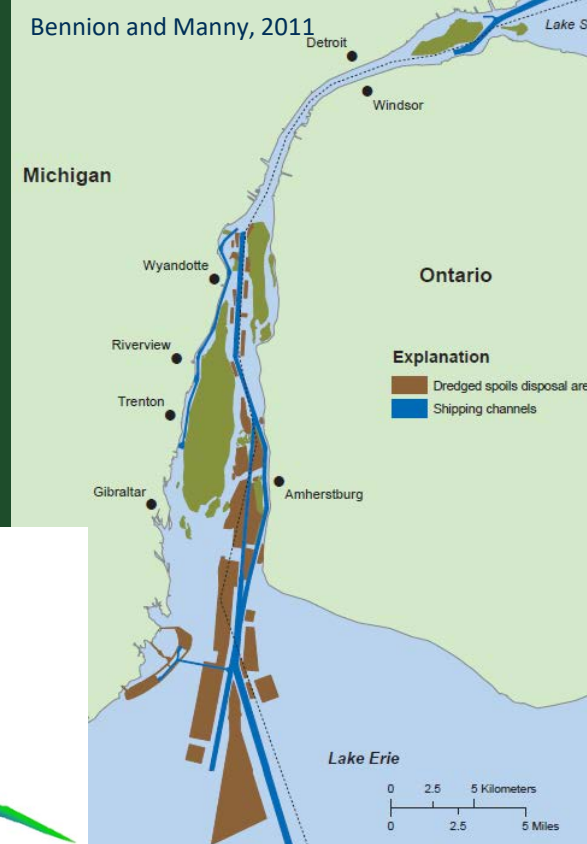 Bennion and Manny, 2011
Detroit
Lake S
Windsor
Michigan
Wyandotte
Ontario
Riverview
Explanation
Dredged spoils disposal are
Trenton
Shipping channels
Gibraltar
Amherstburg
Lake Erie
0 2.5 5 Kilometers
0 2.5 5 Miles